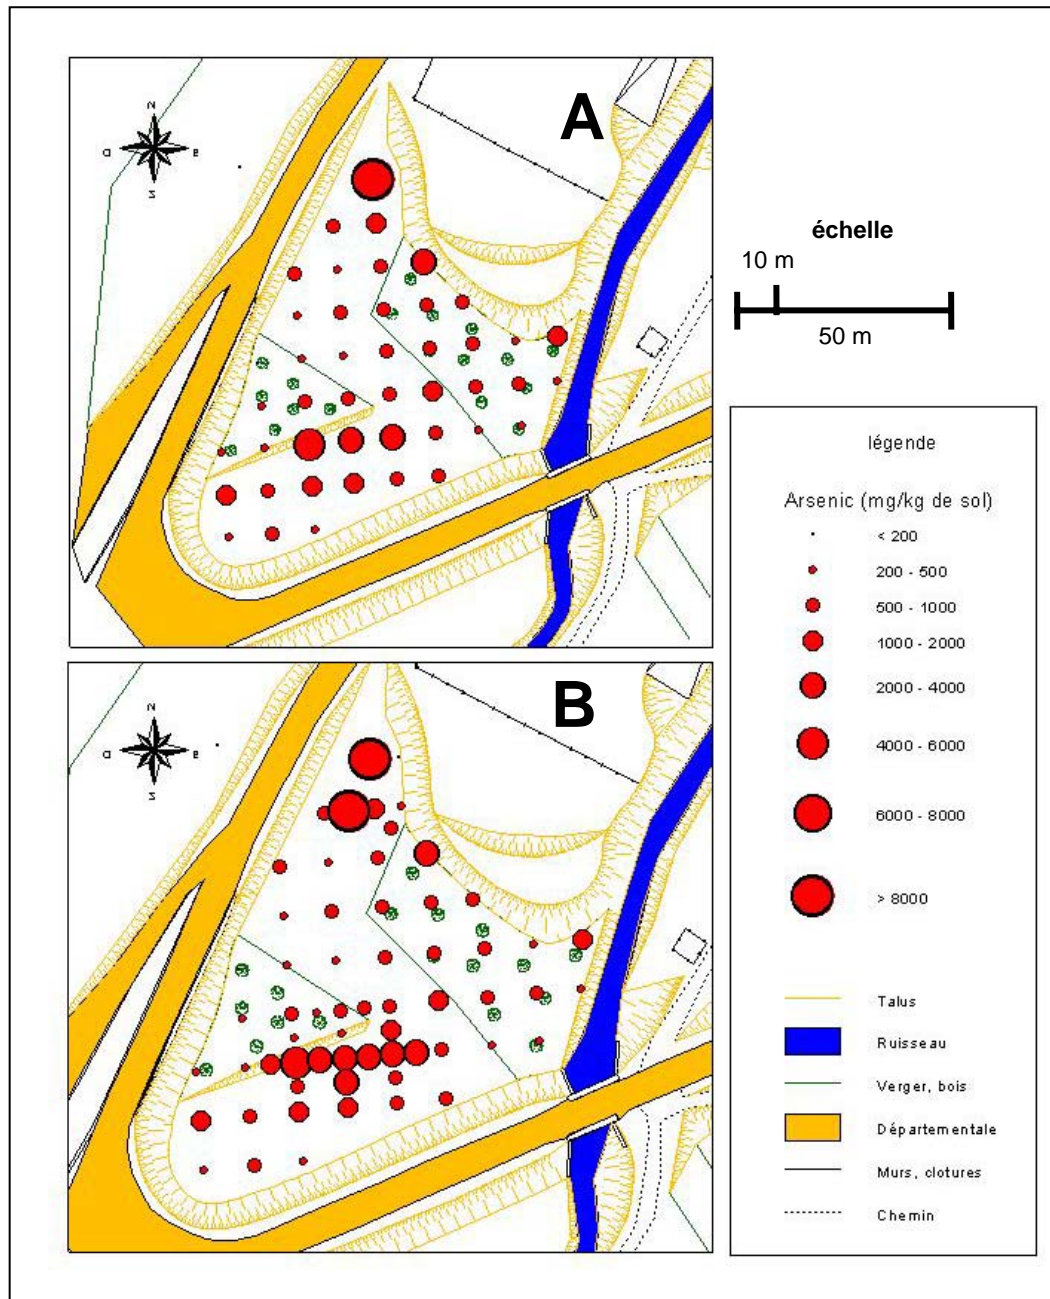 A
N
O
E
S
échelle
10 m
50 m
légende
Arsenic (mg/kg de sol)
< 200
200 - 500
500 - 1000
1000 - 2000
2000 - 4000
4000 - 6000
6000 - 8000
> 8000
Talus
Ruisseau
Verger, bois
Départementale
Murs, clotures
Chemin
B
N
O
E
S